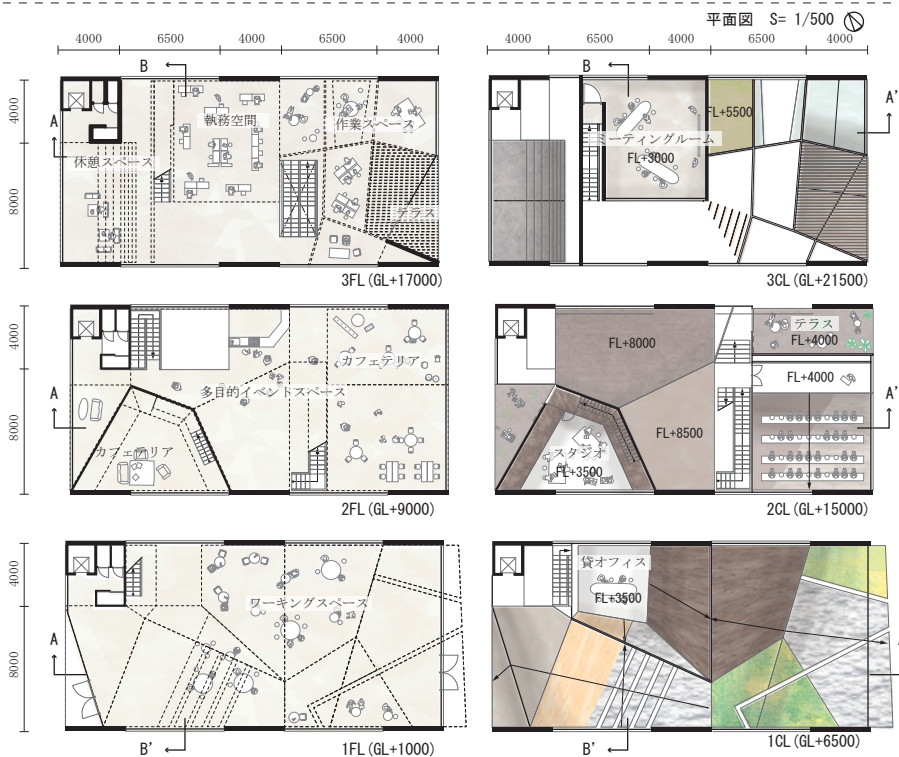 平面図 S= 1/500
4000 6500 6500 4000
4000 6500 6500 4000
B
B
4000
8000
A
執務空間
作業スペース
休憩スペース
テラス
3FL (GL+17000)
FL+5500
ミーティングルーム
FL+3000
A'
3CL (GL+21500)
4000
8000
A
カフェテリア
多目的イベントスペース
カフェテリア
2FL (GL+9000)
テラス
FL+4000
FL+8000
FL+4000
FL+8500
スタジオ
FL+3500
A'
2CL (GL+15000)
4000
8000
A
ワーキングスペース
B'
1FL (GL+1000)
貸オフィス
FL+3500
A
B'
1CL (GL+6500)